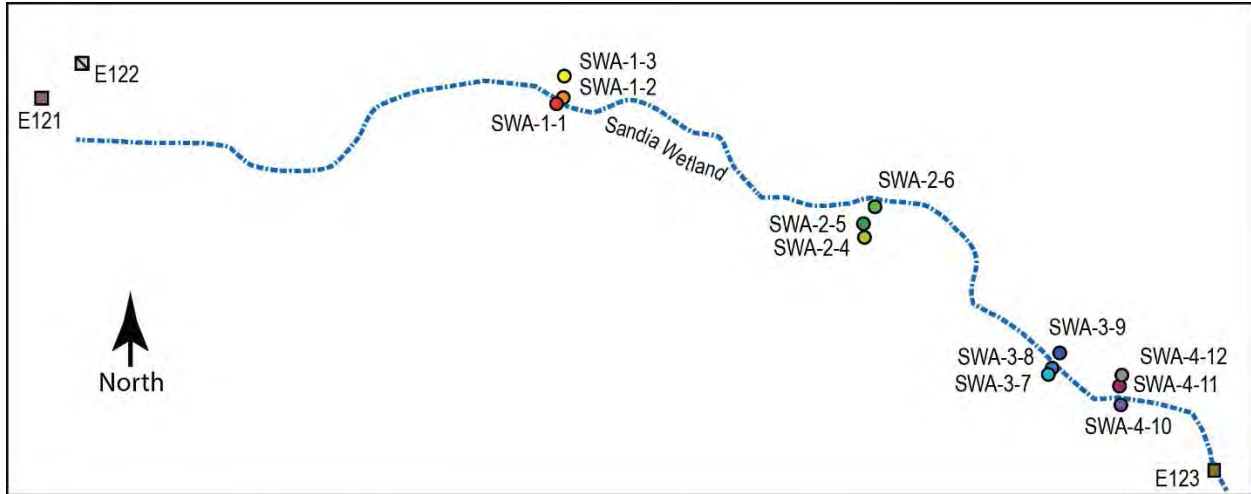 E122
E121
North
SWA-1-3
SWA-1-2
SWA-1-1
Sandia Wetland
SWA-2-6
SWA-2-5
SWA-2-4
SWA-3-9
SWA-3-8
SWA-3-7
SWA-4-12
SWA-4-11
SWA-4-10
E123